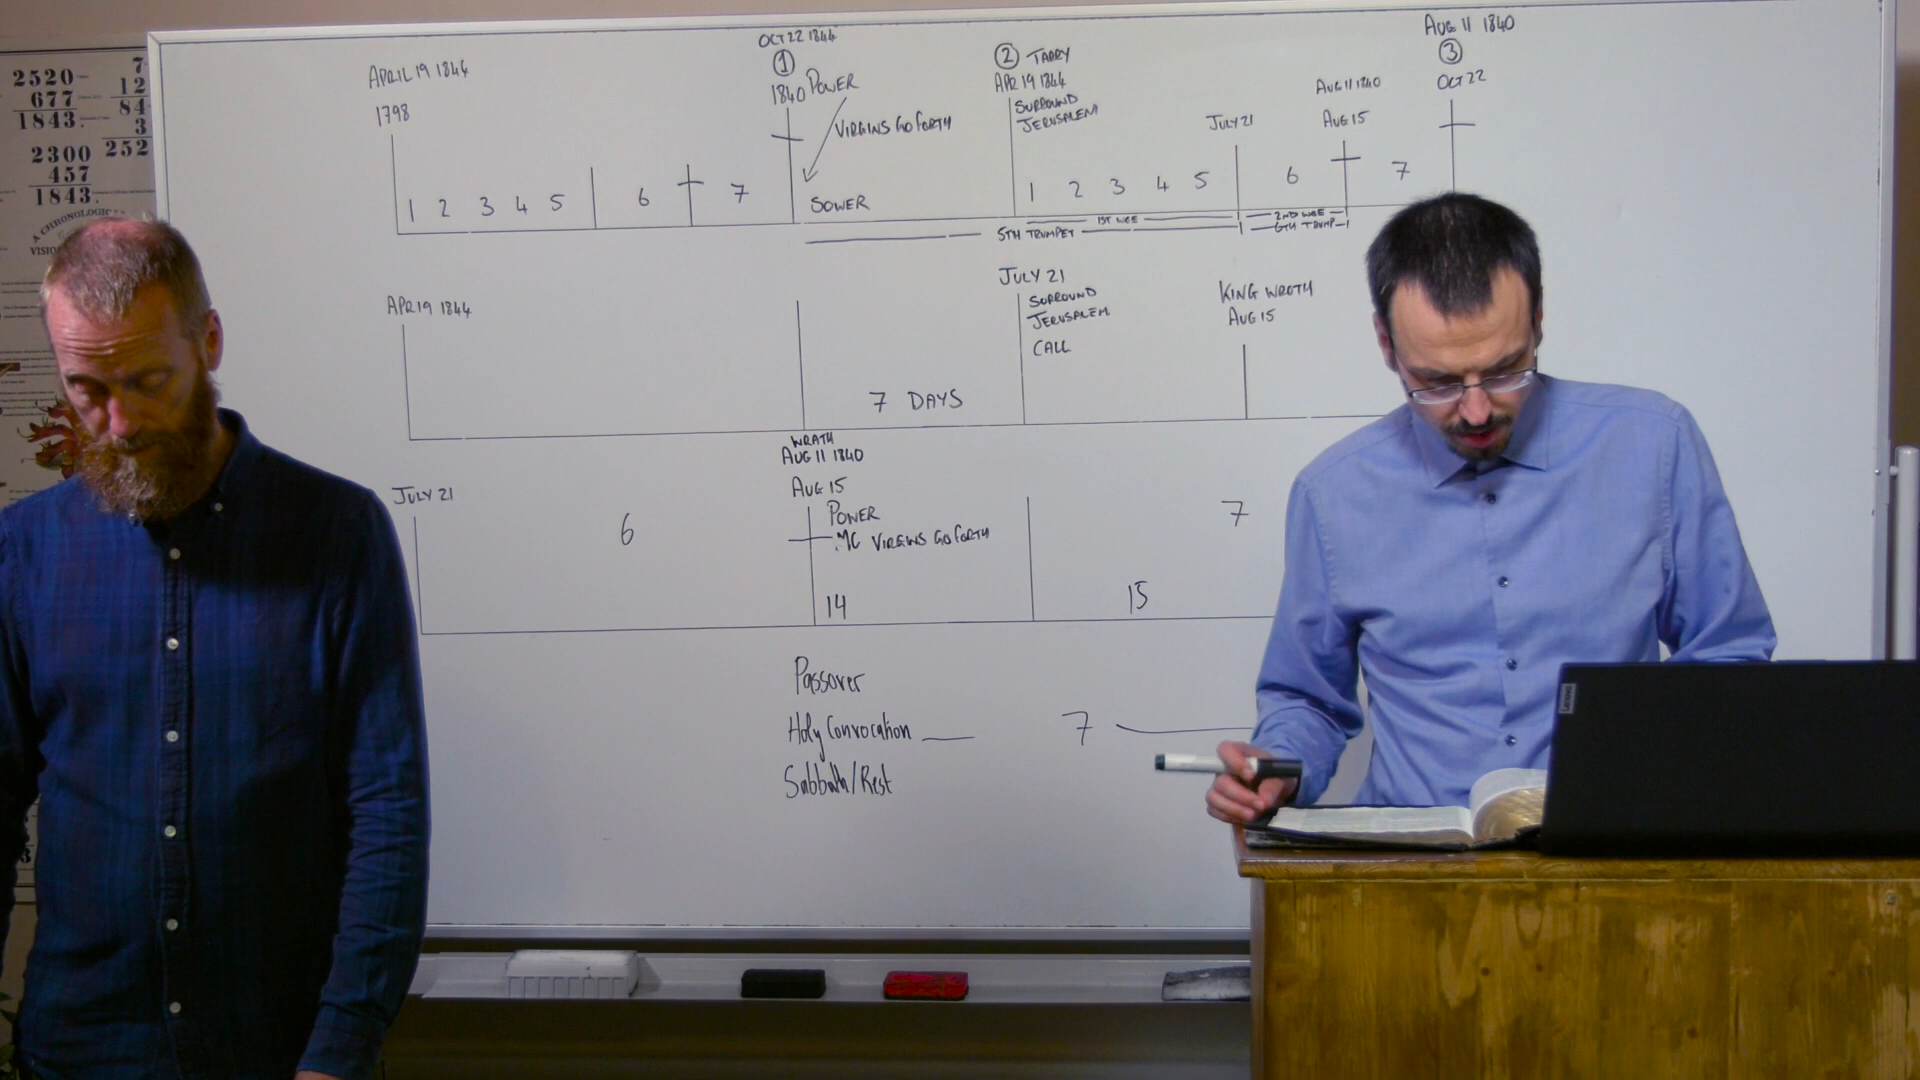 2520
677
1843.
7
12
84
3
252
2300
457
1843.
A CHRONOLOGIC
VISIO
APRIL 19 1844
1798
1 2 3 4 5 6 7
OCT 22 1844
1
1840 POWER
VIRGINS GO FORTH
SOWER
2 TARRY
APR 19 1844
SURROUND
JERUSALEM
1 2 3 4 5 6 7
JULY 21
AUG 11 1840
AUG 15
AUG 11 1840
3
OCT 22
1ST WOE
5TH TRUMPET
2ND WOE
6TH TRUMP
APR 19 1844
7 DAYS
JULY 21
SURROUND
JERUSALEM
CALL
KING WROTH
AUG 15
JULY 21
6
WRATH
AUG 11 1840
AUG 15
POWER
MC VIRGINS GO FORTH
14
15
7
Passover
Holy Convocation — 7
Sabbath/Rest
Lenovo